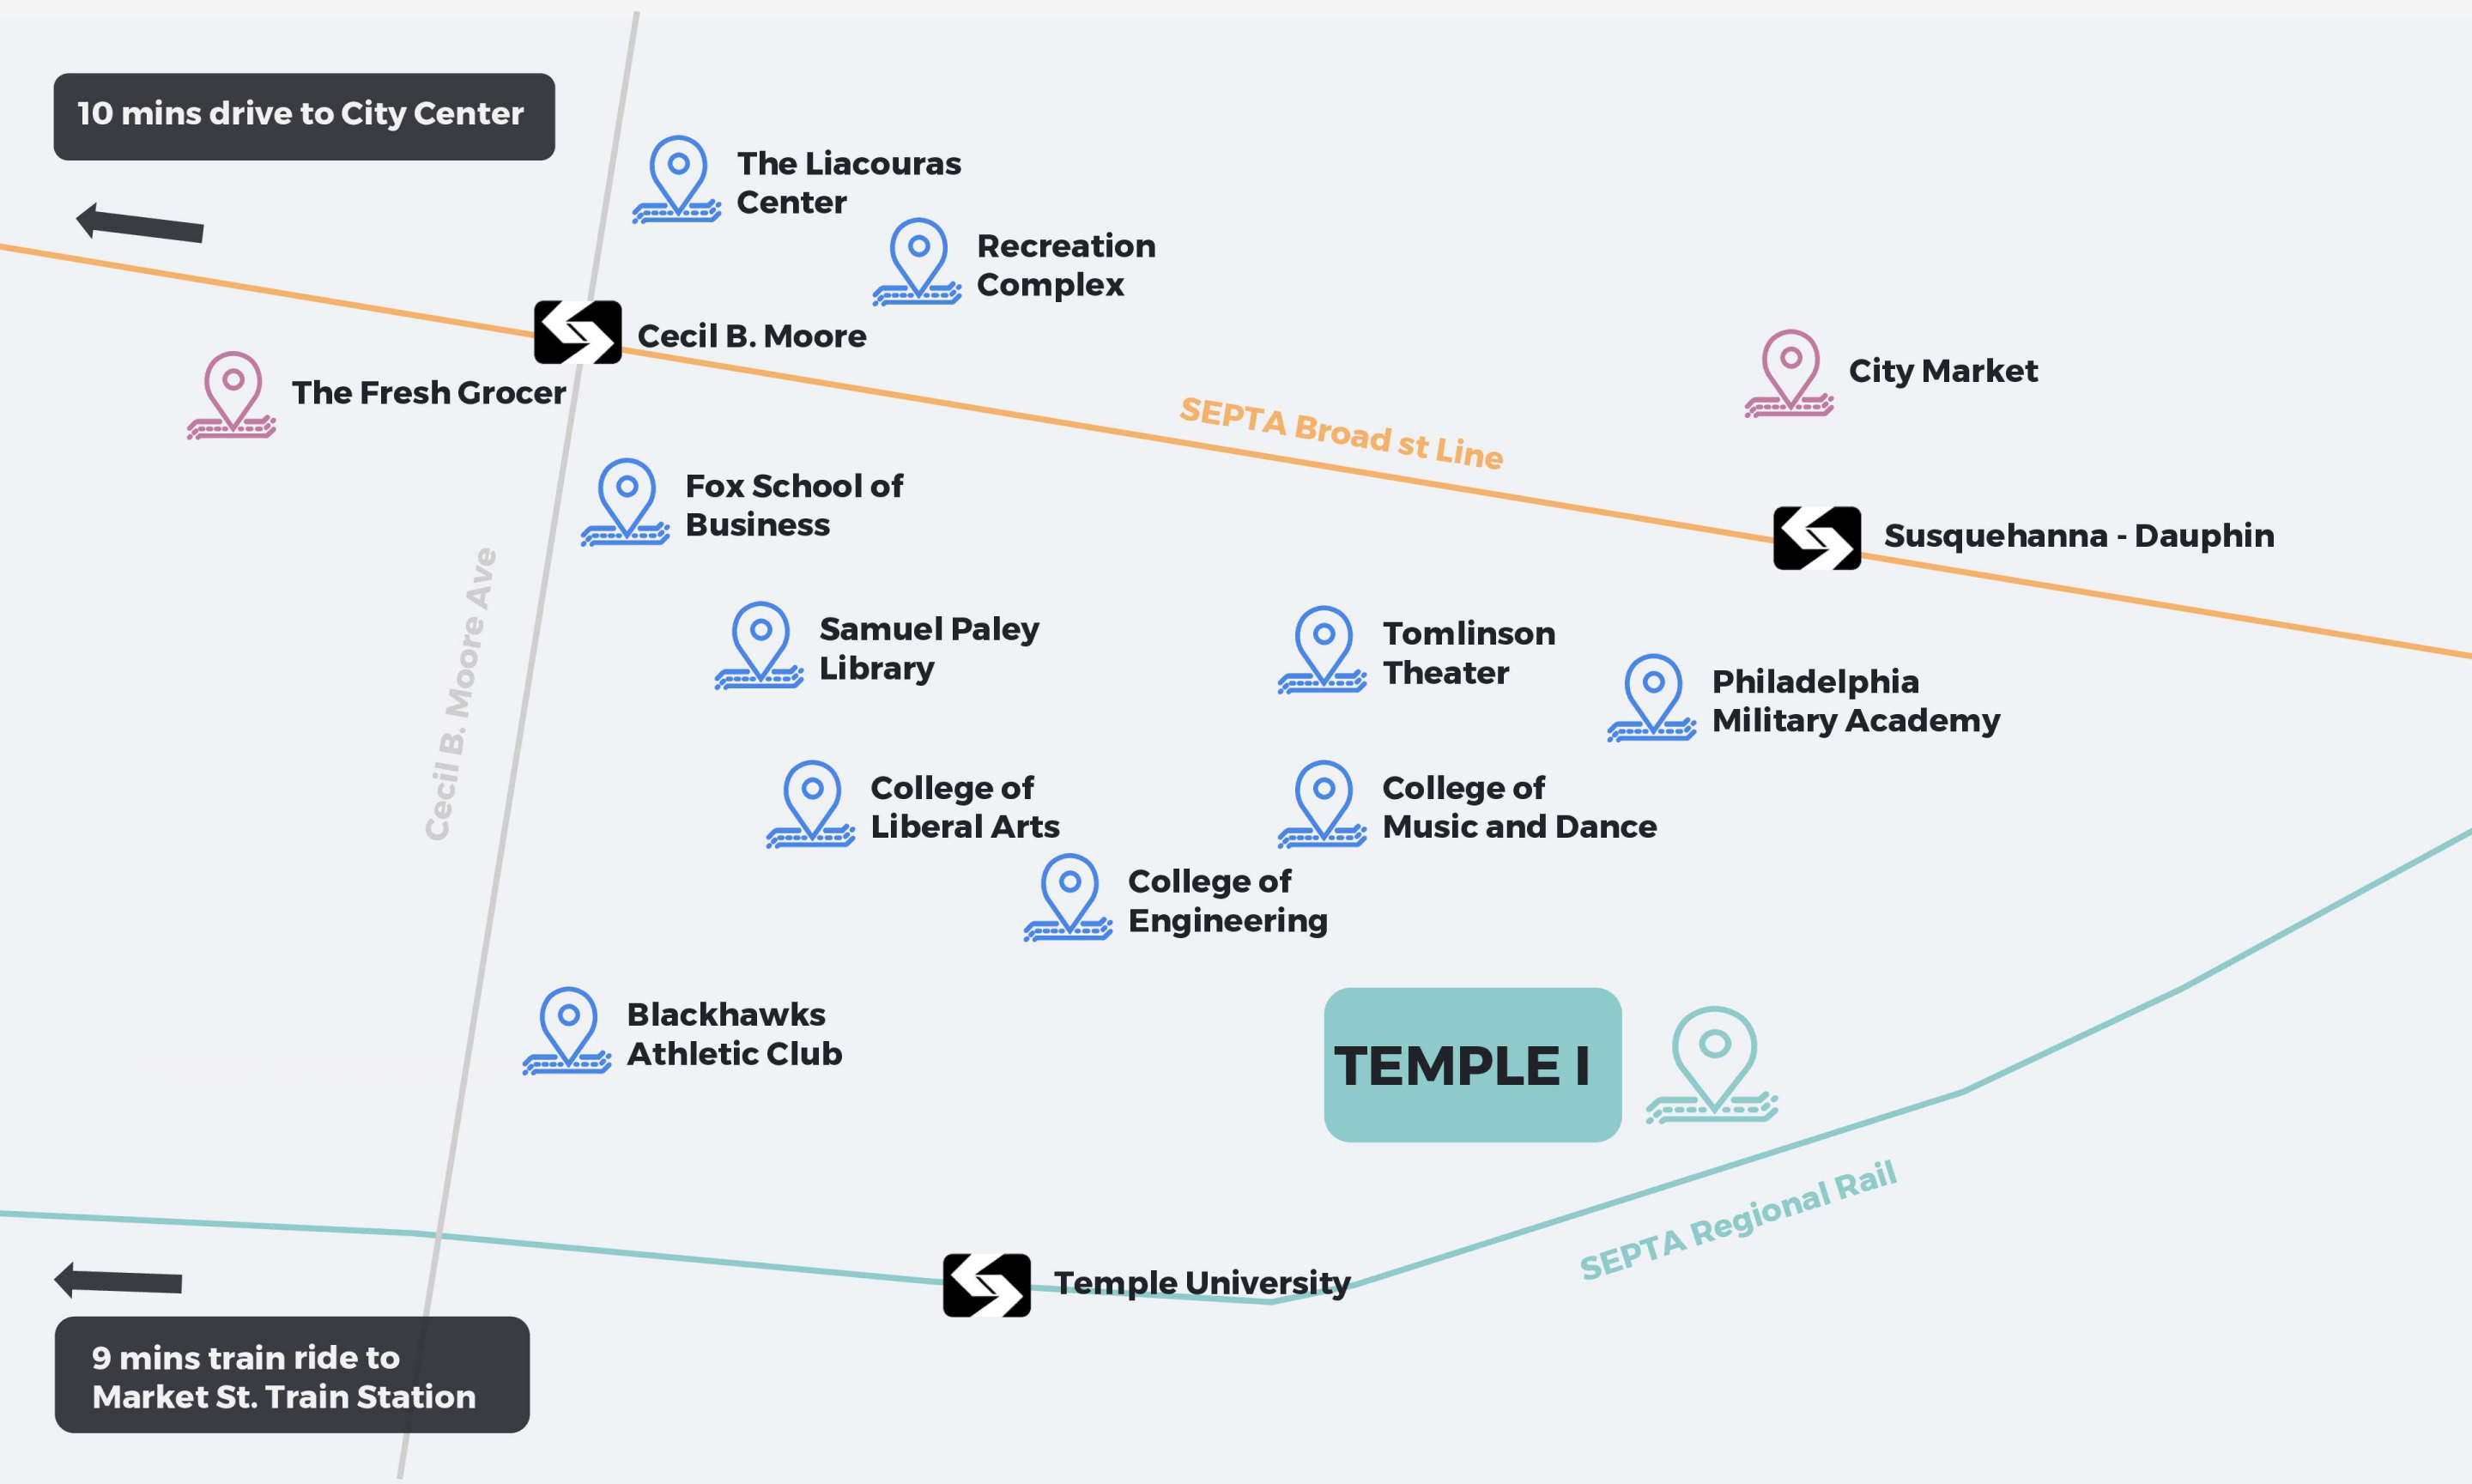 10 mins drive to City Center
The Liacouras
Center
Recreation
Complex
Cecil B. Moore
The Fresh Grocer
City Market
SEPTA Broad st Line
Fox School of
Business
Susquehanna - Dauphin
Cecil B. Moore Ave
Samuel Paley
Library
Tomlinson
Theater
Philadelphia
Military Academy
College of
Liberal Arts
College of
Music and Dance
College of
Engineering
Blackhawks
Athletic Club
TEMPLE I
SEPTA Regional Rail
Temple University
9 mins train ride to
Market St. Train Station